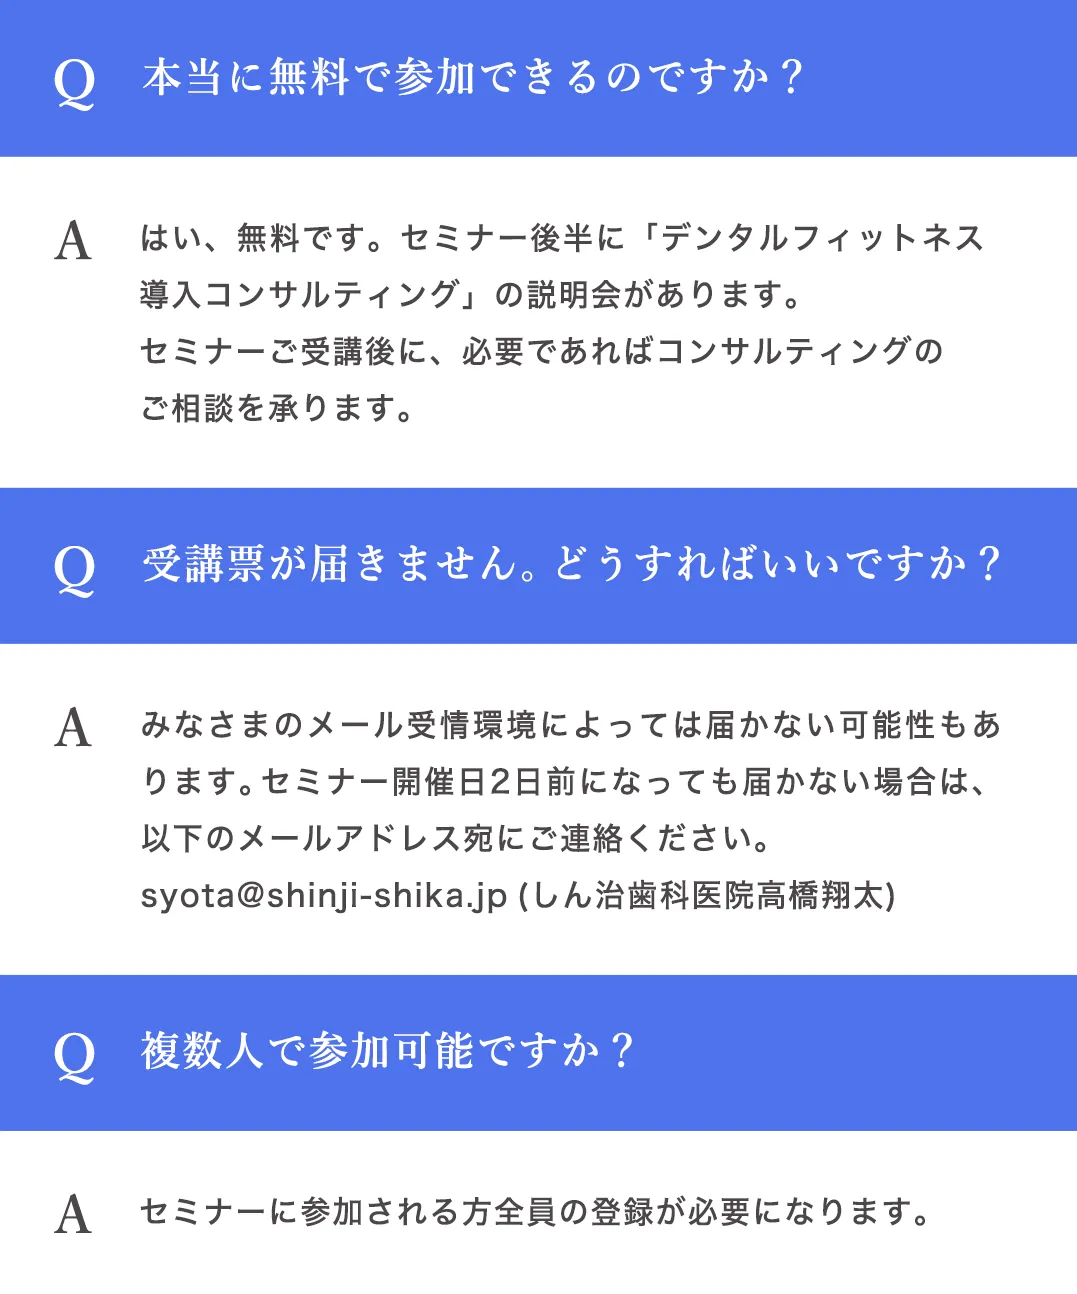 Q 本当に無料で参加できるのですか？
A はい、無料です。セミナー後半に「デンタルフィットネス
導入コンサルティング」の説明会があります。
セミナーご受講後に、必要であればコンサルティングの
ご相談を承ります。
Q 受講票が届きません。どうすればいいですか？
A みなさまのメール受情環境によっては届かない可能性もあ
ります。セミナー開催日2日前になっても届かない場合は、
以下のメールアドレス宛にご連絡ください。
syota@shinji-shika.jp (しん治歯科医院高橋翔太)
Q 複数人で参加可能ですか？
A セミナーに参加される方全員の登録が必要になります。